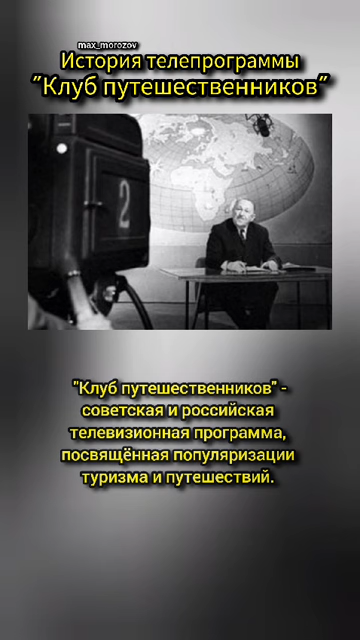 max_morozov
История телепрограммы
"Клуб путешественников"
2
"Клуб путешественников" -
советская и российская
телевизионная программа,
посвящённая популяризации
туризма и путешествий.